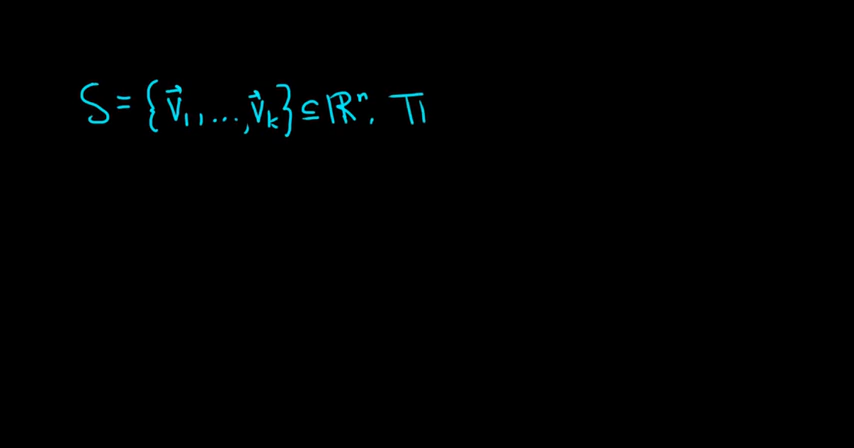 S = {v⃗₁, ..., v⃗ₖ} ⊆ ℝⁿ.